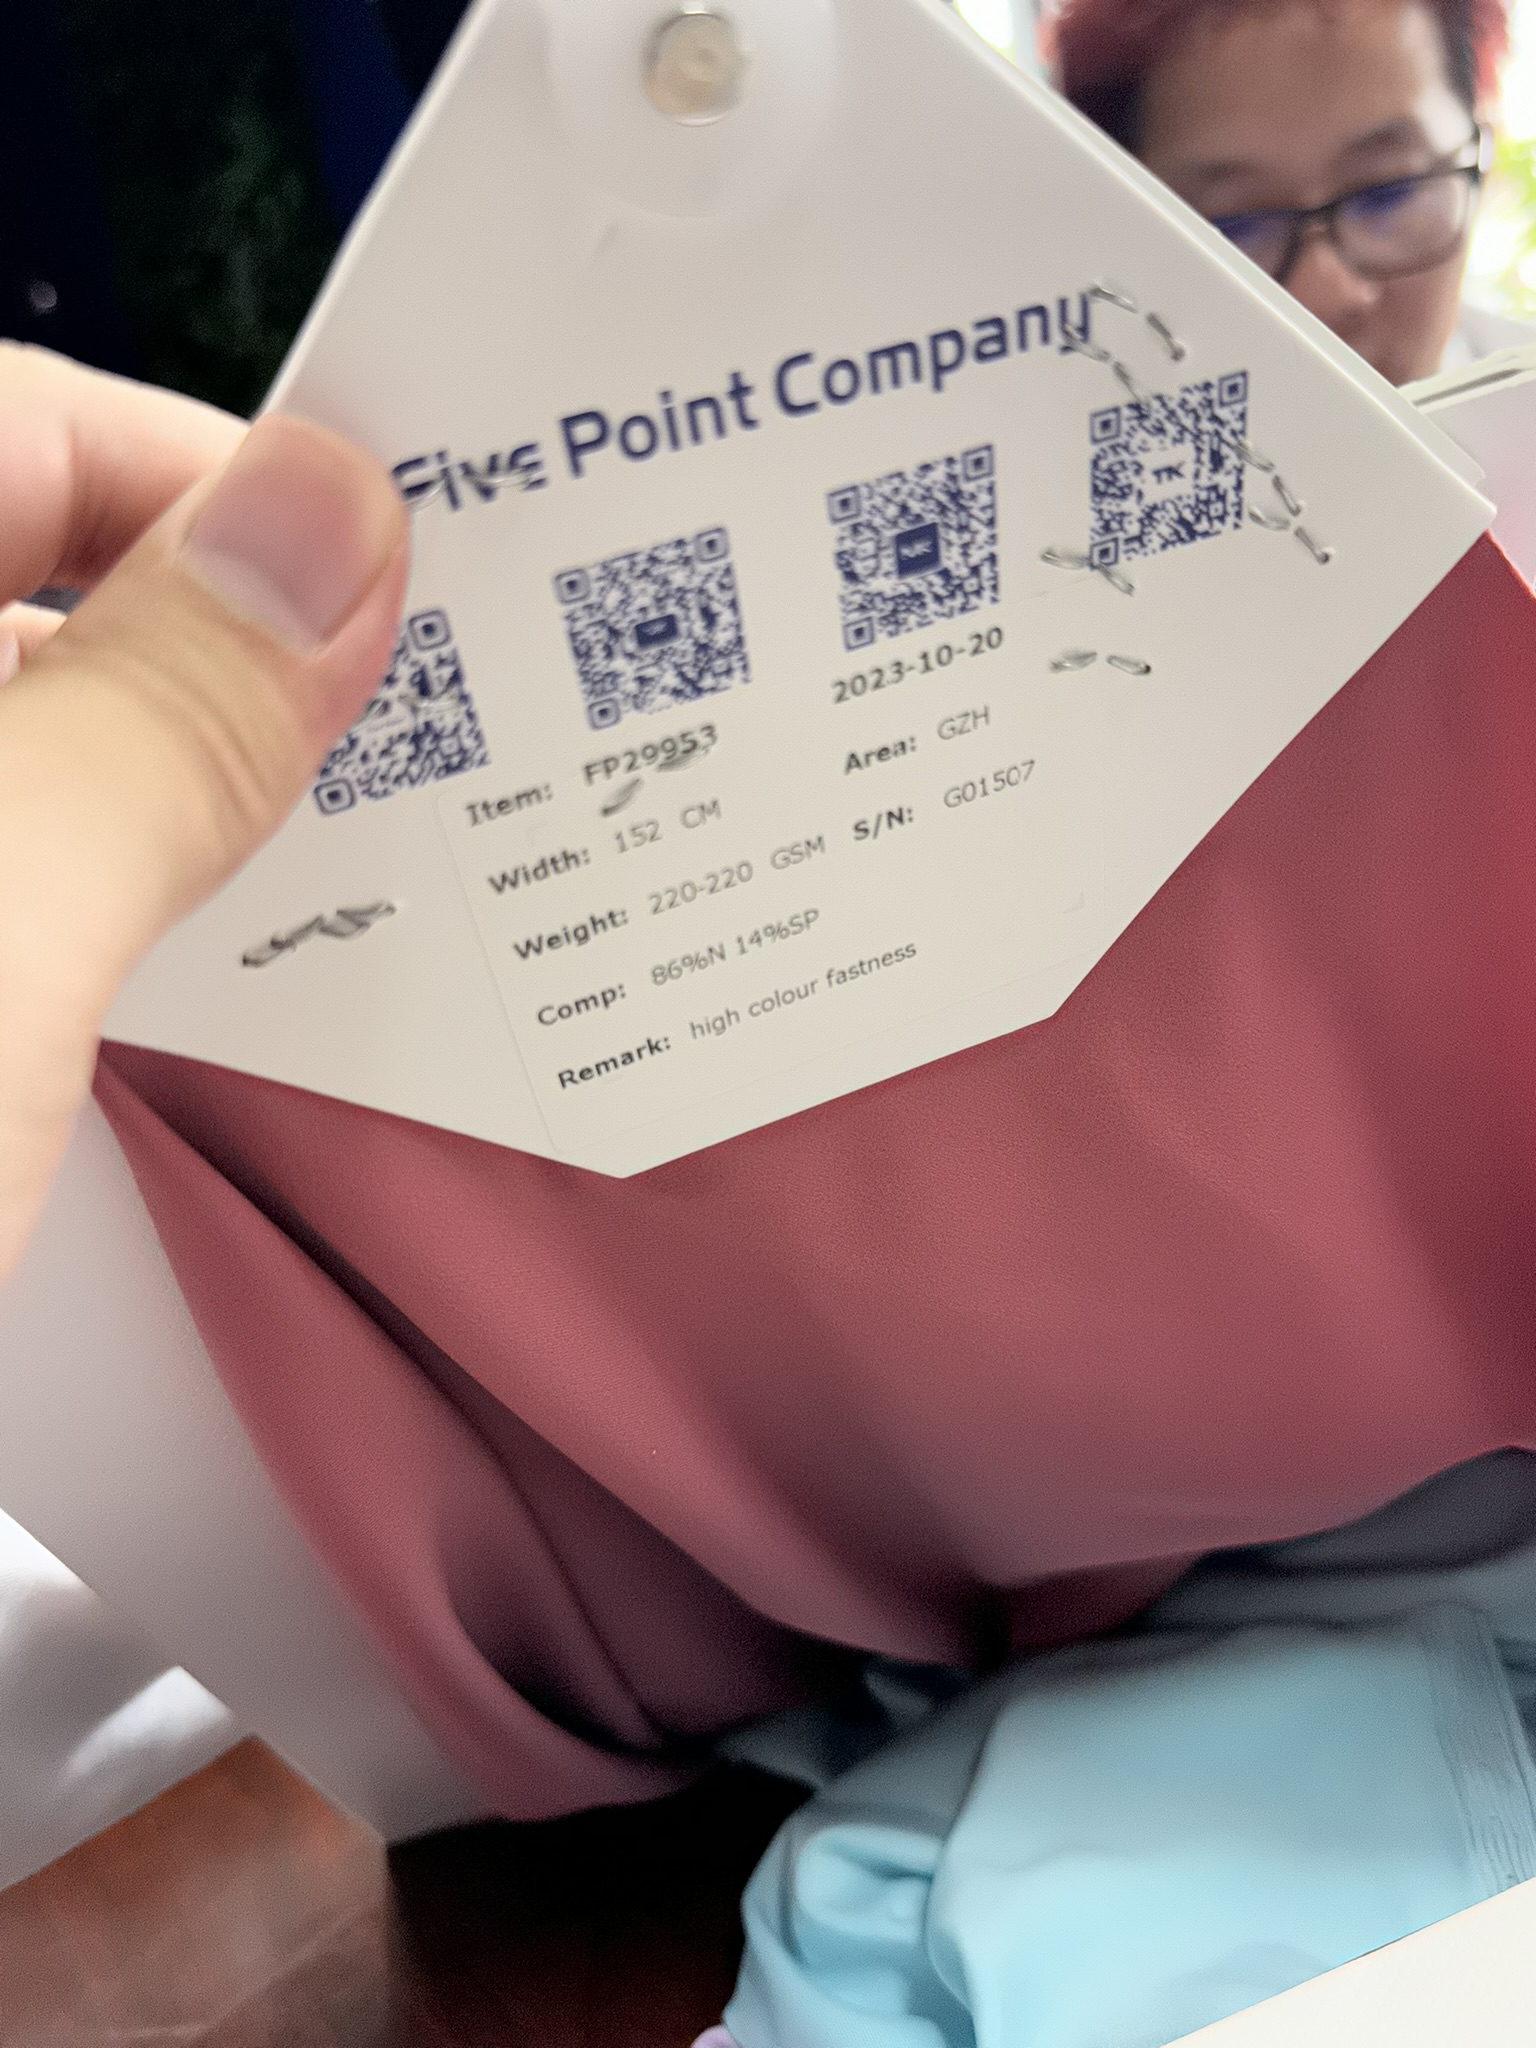 Five Point Company
TK
2023-10-20
Item: FP29953
Area: GZH
Width: 152 CM
S/N: G01507
Weight: 220-220 GSM
Comp: 86%N 14%SP
Remark: high colour fastness